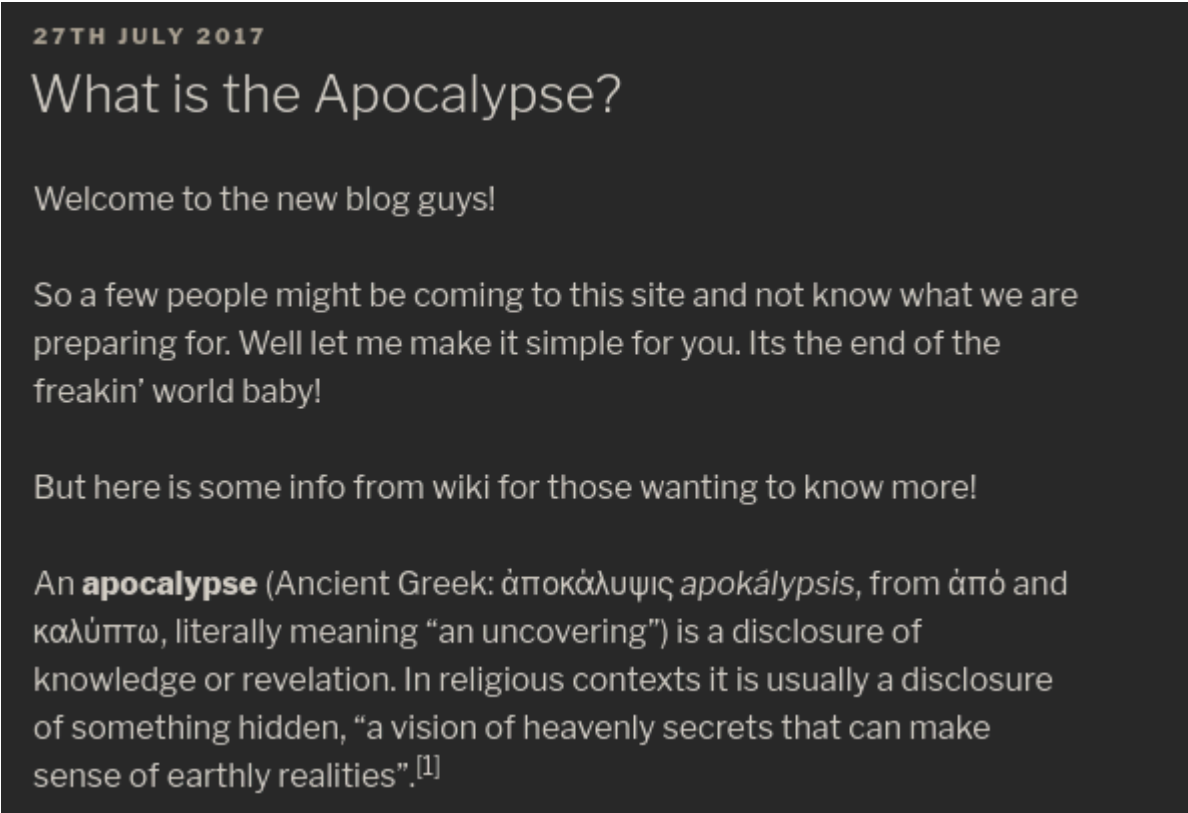 27TH JULY 2017
What is the Apocalypse?
Welcome to the new blog guys!
So a few people might be coming to this site and not know what we are
preparing for. Well let me make it simple for you. Its the end of the
freakin’ world baby!
But here is some info from wiki for those wanting to know more!
An apocalypse (Ancient Greek: ἀποκάλυψις apokálypsis, from ἀπό and
καλύπτω, literally meaning “an uncovering”) is a disclosure of
knowledge or revelation. In religious contexts it is usually a disclosure
of something hidden, “a vision of heavenly secrets that can make
sense of earthly realities”.[1]